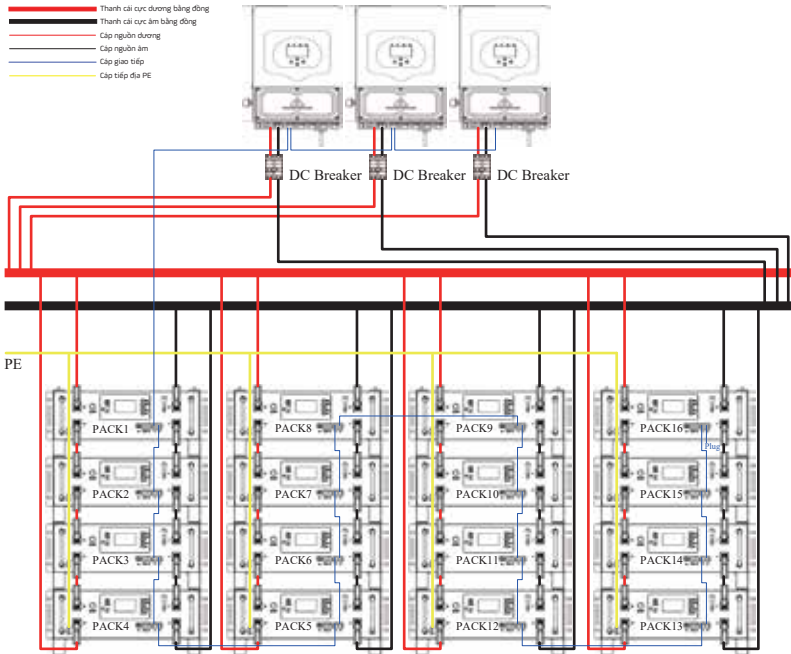 Thanh cái cực dương bằng đồng
Thanh cái cực âm bằng đồng
Cáp nguồn dương
Cáp nguồn âm
Cáp giao tiếp
Cáp tiếp địa PE
DC Breaker DC Breaker DC Breaker
PE
PACK1 PACK8 PACK9 PACK16
Plug
PACK2 PACK7 PACK10 PACK15
PACK3 PACK6 PACK11 PACK14
PACK4 PACK5 PACK12 PACK13